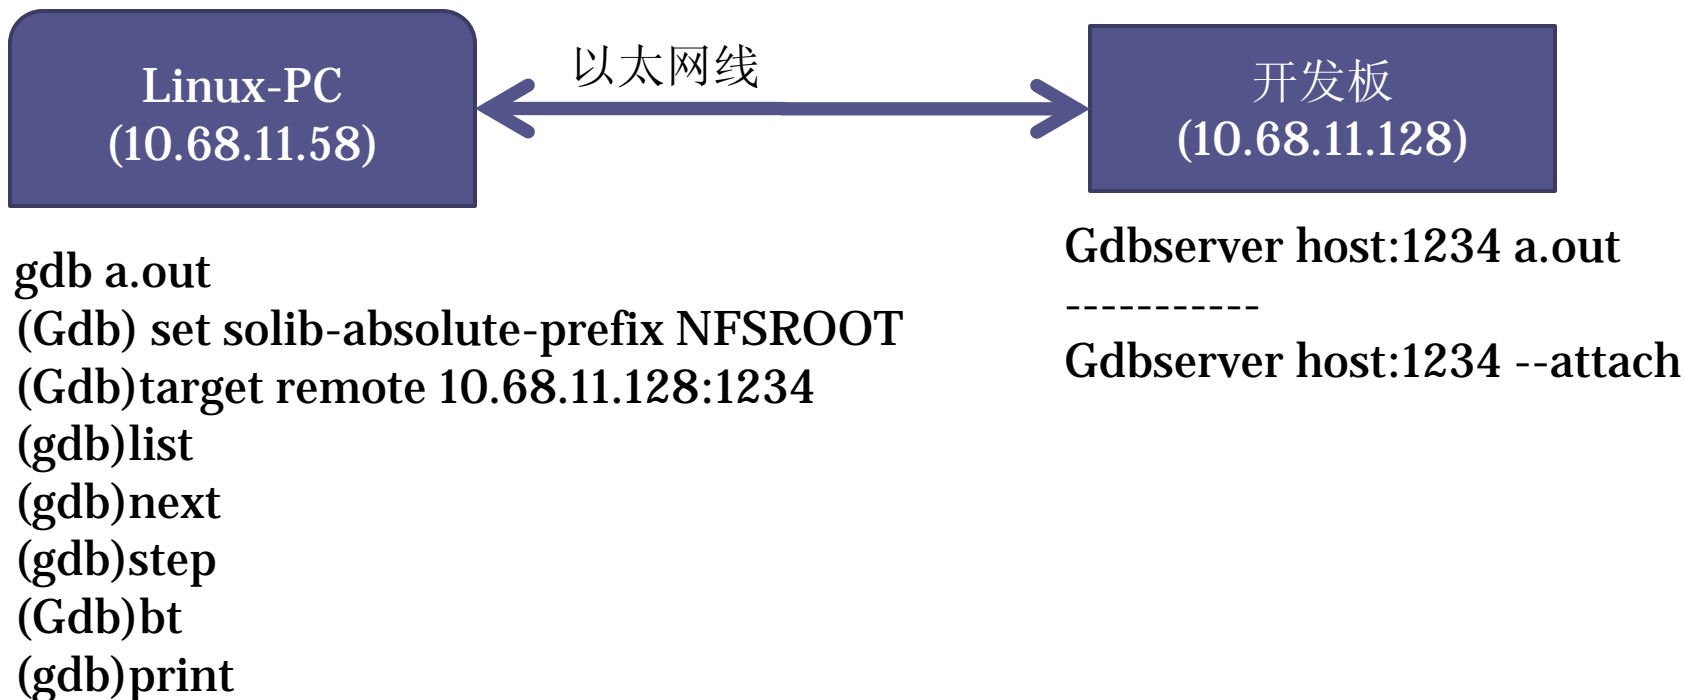 Linux-PC
(10.68.11.58)
以太网线
开发板
(10.68.11.128)
gdb a.out
(Gdb) set solib-absolute-prefix NFSROOT
(Gdb)target remote 10.68.11.128:1234
(gdb)list
(gdb)next
(gdb)step
(Gdb)bt
(gdb)print
Gdbserver host:1234 a.out
-----------
Gdbserver host:1234 --attach